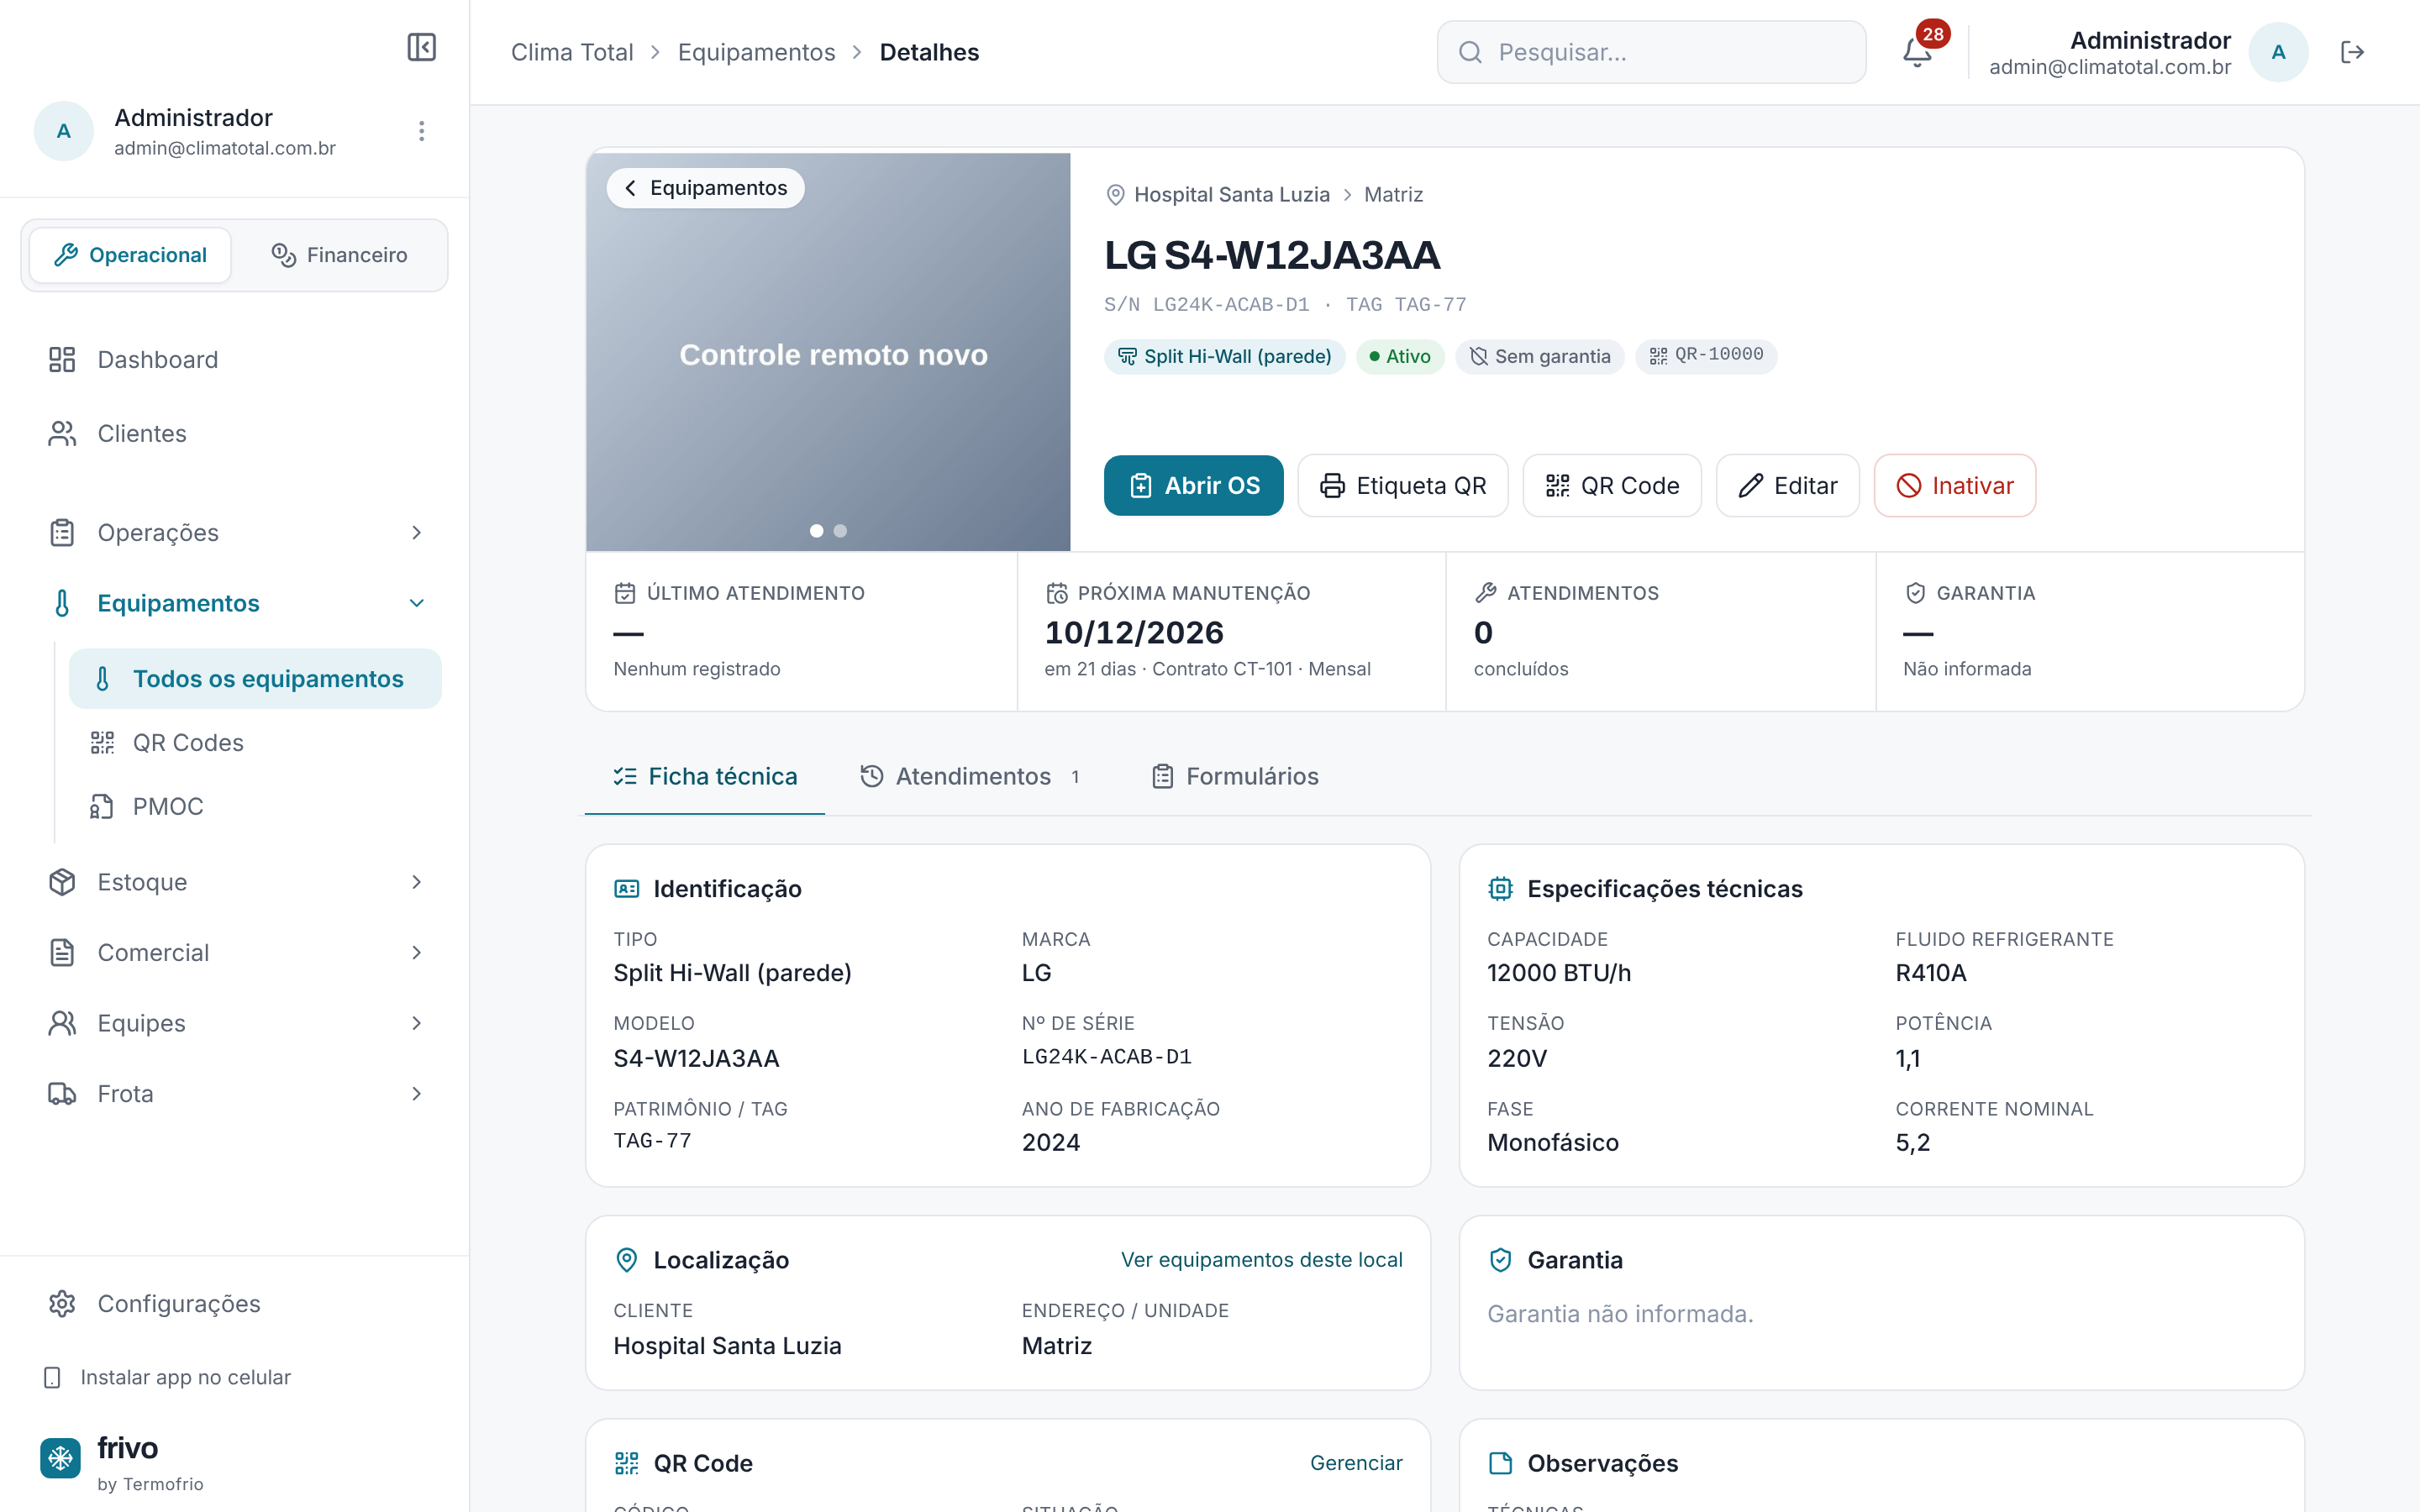 Clima Total > Equipamentos > Detalhes
Pesquisar...
28
Administrador
admin@climatotal.com.br
A
A
Administrador
admin@climatotal.com.br
Operacional
Financeiro
Dashboard
Clientes
Operações
Equipamentos
Todos os equipamentos
QR Codes
PMOC
Estoque
Comercial
Equipes
Frota
Configurações
Instalar app no celular
frivo
by Termofrio
Equipamentos
Controle remoto novo
Hospital Santa Luzia > Matriz
LG S4-W12JA3AA
S/N LG24K-ACAB-D1 · TAG TAG-77
Split Hi-Wall (parede)
Ativo
Sem garantia
QR-10000
Abrir OS
Etiqueta QR
QR Code
Editar
Inativar
ÚLTIMO ATENDIMENTO
—
Nenhum registrado
PRÓXIMA MANUTENÇÃO
10/12/2026
em 21 dias · Contrato CT-101 · Mensal
ATENDIMENTOS
0
concluídos
GARANTIA
—
Não informada
Ficha técnica
Atendimentos 1
Formulários
Identificação
TIPO
Split Hi-Wall (parede)
MARCA
LG
MODELO
S4-W12JA3AA
Nº DE SÉRIE
LG24K-ACAB-D1
PATRIMÔNIO / TAG
TAG-77
ANO DE FABRICAÇÃO
2024
Especificações técnicas
CAPACIDADE
12000 BTU/h
FLUIDO REFRIGERANTE
R410A
TENSÃO
220V
POTÊNCIA
1,1
FASE
Monofásico
CORRENTE NOMINAL
5,2
Localização
Ver equipamentos deste local
CLIENTE
Hospital Santa Luzia
ENDEREÇO / UNIDADE
Matriz
Garantia
Garantia não informada.
QR Code
Gerenciar
CÓDIGO
SITUAÇÃO
Observações
TÉCNICAS